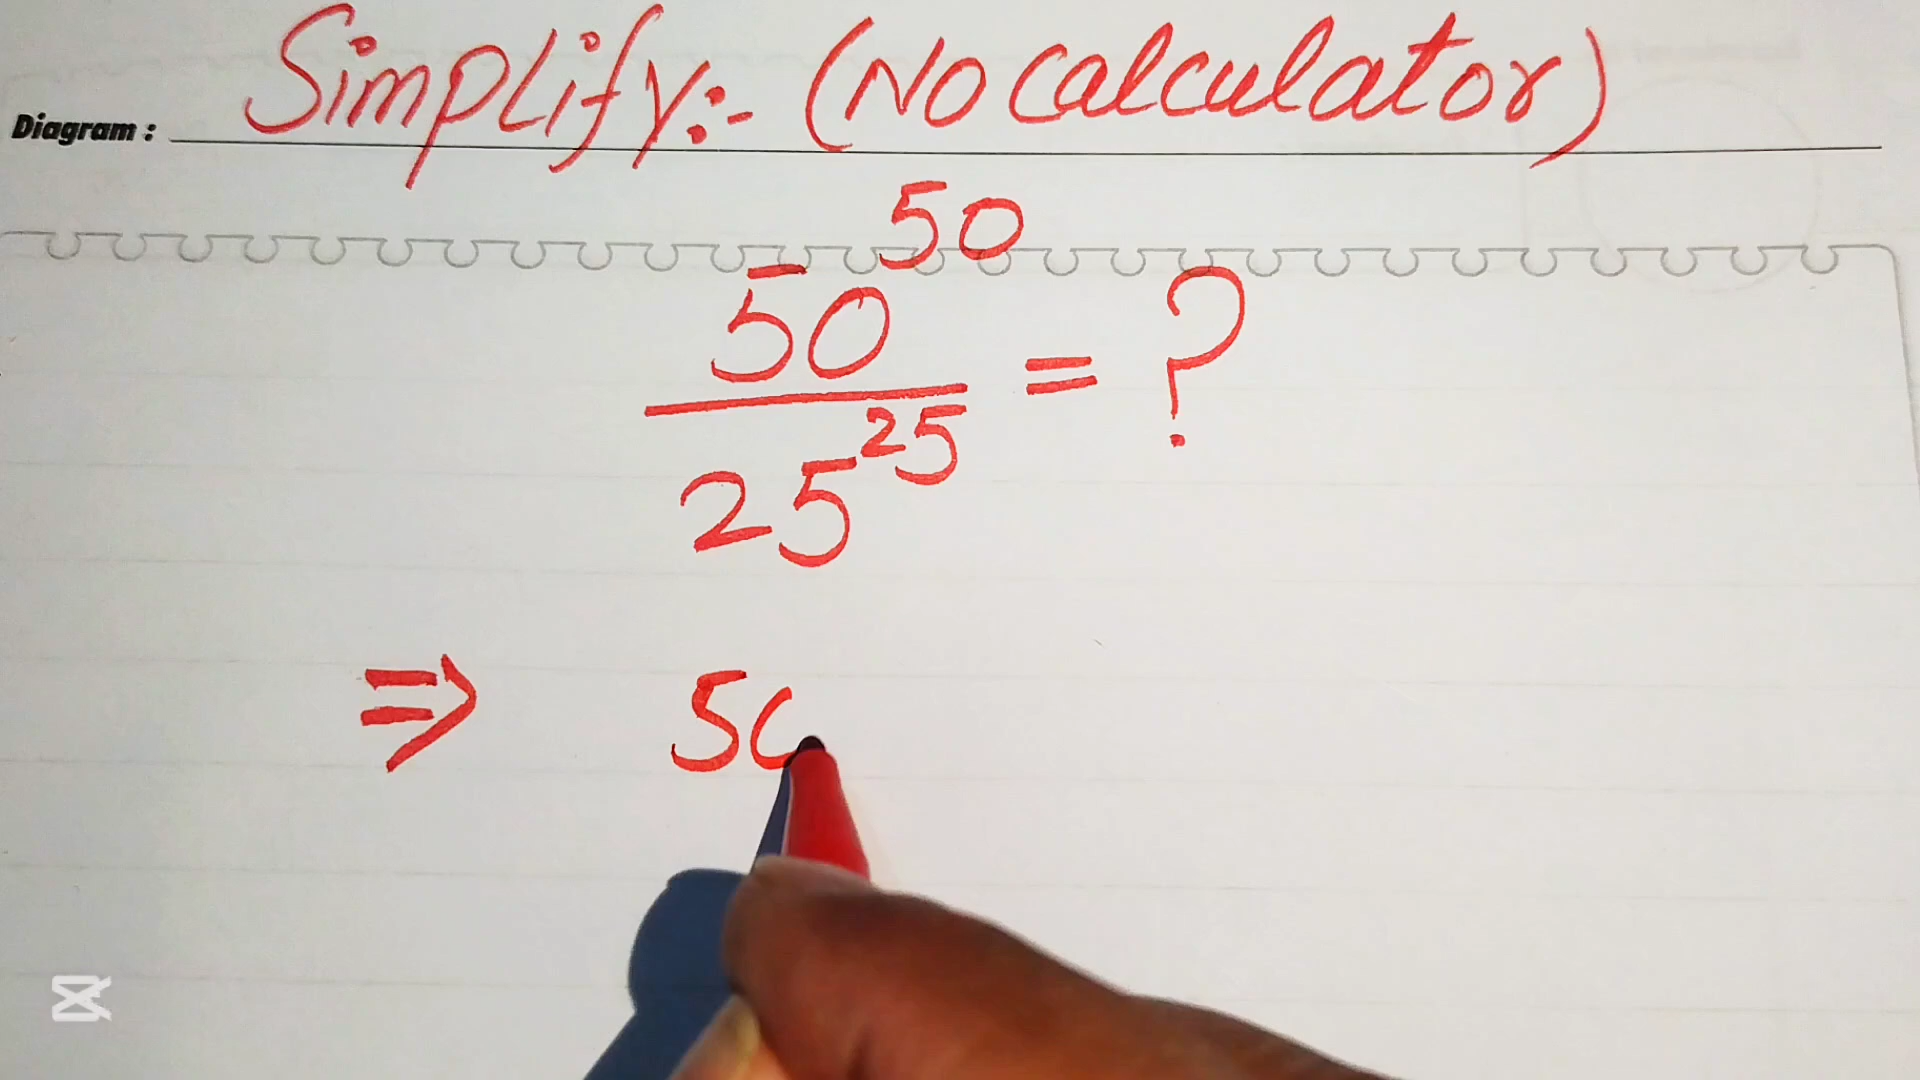 Simplify:- (No calculator)
Diagram :
50^50
25^25 = ?
⇒ 50